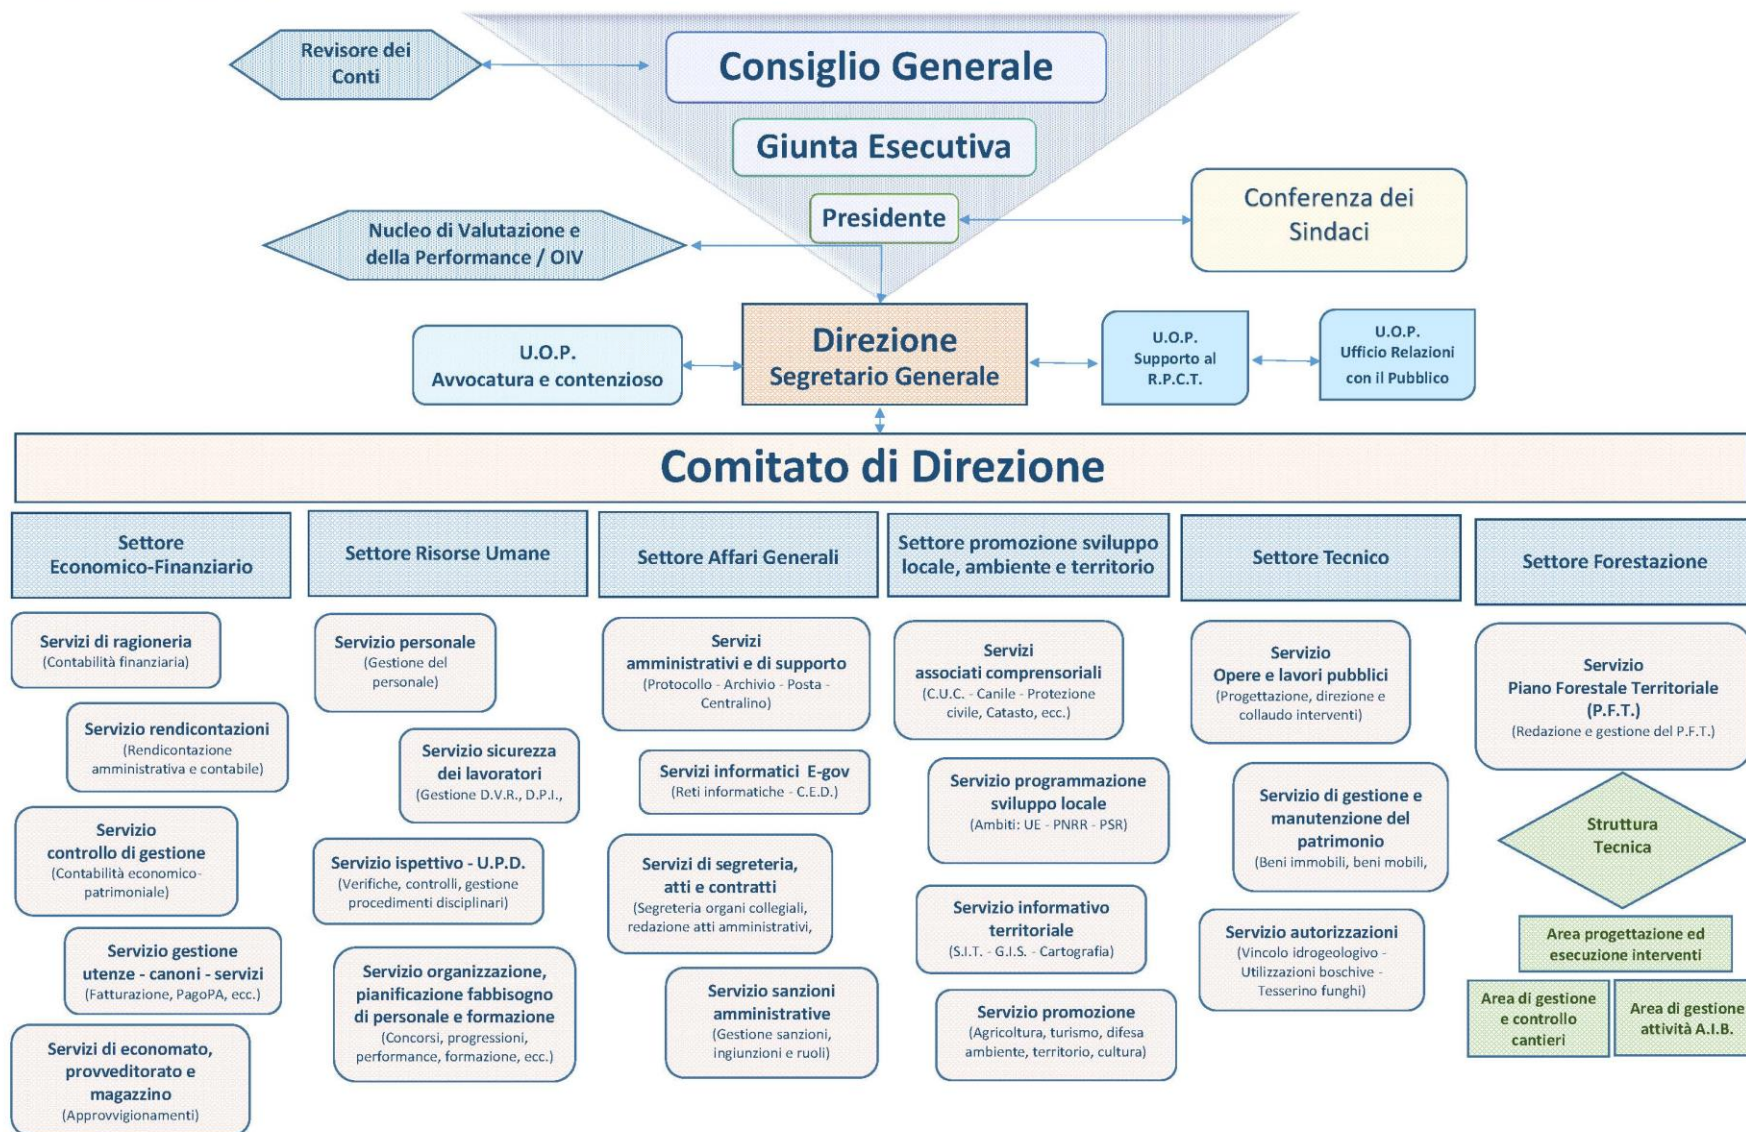 Revisore dei
Conti
Consiglio Generale
Giunta Esecutiva
Presidente
Conferenza dei
Sindaci
Nucleo di Valutazione e
della Performance / OIV
U.O.P.
Avvocatura e contenzioso
Direzione
Segretario Generale
U.O.P.
Supporto al
R.P.C.T.
U.O.P.
Ufficio Relazioni
con il Pubblico
Comitato di Direzione
Settore
Economico-Finanziario
Servizi di ragioneria
(Contabilità finanziaria)
Servizio rendicontazioni
(Rendicontazione
amministrativa e contabile)
Servizio
controllo di gestione
(Contabilità economico-
patrimoniale)
Servizio gestione
utenze - canoni - servizi
(Fatturazione, PagoPA, ecc.)
Servizi di economato,
provveditorato e
magazzino
(Approvvigionamenti)
Settore Risorse Umane
Servizio personale
(Gestione del
personale)
Servizio sicurezza
dei lavoratori
(Gestione D.V.R., D.P.I.,
Servizio ispettivo - U.P.D.
(Verifiche, controlli, gestione
procedimenti disciplinari)
Servizio organizzazione,
pianificazione fabbisogno
di personale e formazione
(Concorsi, progressioni,
performance, formazione, ecc.)
Settore Affari Generali
Servizi
amministrativi e di supporto
(Protocollo - Archivio - Posta -
Centralino)
Servizi informatici E-gov
(Reti informatiche - C.E.D.)
Servizi di segreteria,
atti e contratti
(Segreteria organi collegiali,
redazione atti amministrativi,
Servizio sanzioni
amministrative
(Gestione sanzioni,
ingiunzioni e ruoli)
Settore promozione sviluppo
locale, ambiente e territorio
Servizi
associati comprensoriali
(C.U.C. - Canile - Protezione
civile, Catasto, ecc.)
Servizio programmazione
sviluppo locale
(Ambiti: UE - PNRR - PSR)
Servizio informativo
territoriale
(S.I.T. - G.I.S. - Cartografia)
Servizio promozione
(Agricoltura, turismo, difesa
ambiente, territorio, cultura)
Settore Tecnico
Servizio
Opere e lavori pubblici
(Progettazione, direzione e
collaudo interventi)
Servizio di gestione e
manutenzione del
patrimonio
(Beni immobili, beni mobili,
Servizio autorizzazioni
(Vincolo idrogeologivo -
Utilizzazioni boschive -
Tesserino funghi)
Settore Forestazione
Servizio
Piano Forestale Territoriale
(P.F.T.)
(Redazione e gestione del P.F.T.)
Struttura
Tecnica
Area progettazione ed
esecuzione interventi
Area di gestione
e controllo
cantieri
Area di gestione
attività A.I.B.